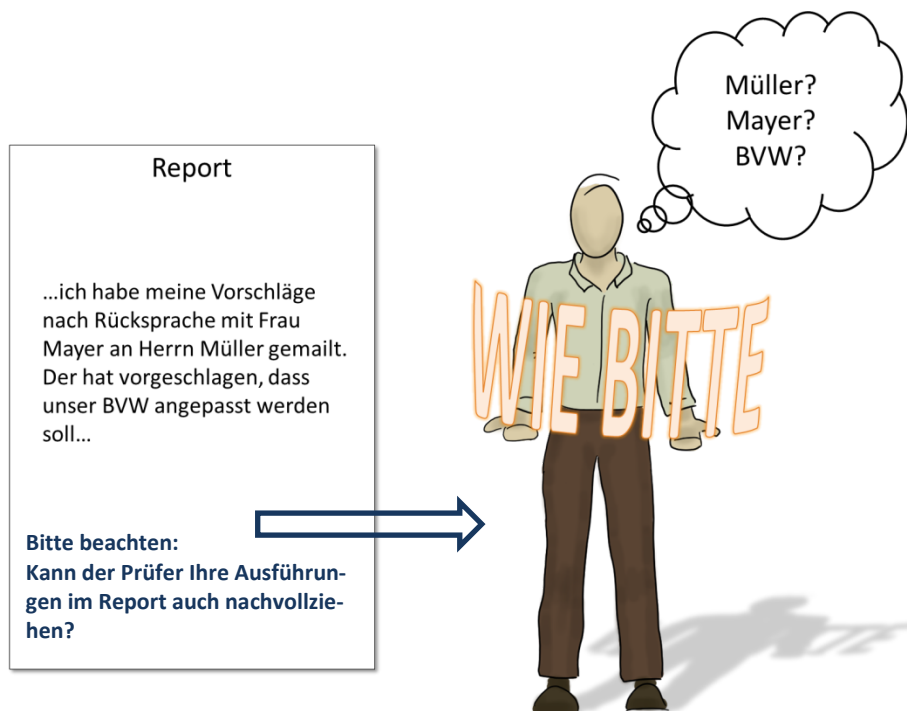 Report
...ich habe meine Vorschläge
nach Rücksprache mit Frau
Mayer an Herrn Müller gemailt.
Der hat vorgeschlagen, dass
unser BVW angepasst werden
soll...
Bitte beachten:
Kann der Prüfer Ihre Ausführun-
gen im Report auch nachvollzie-
hen?
Müller?
Mayer?
BVW?
WIE BITTE